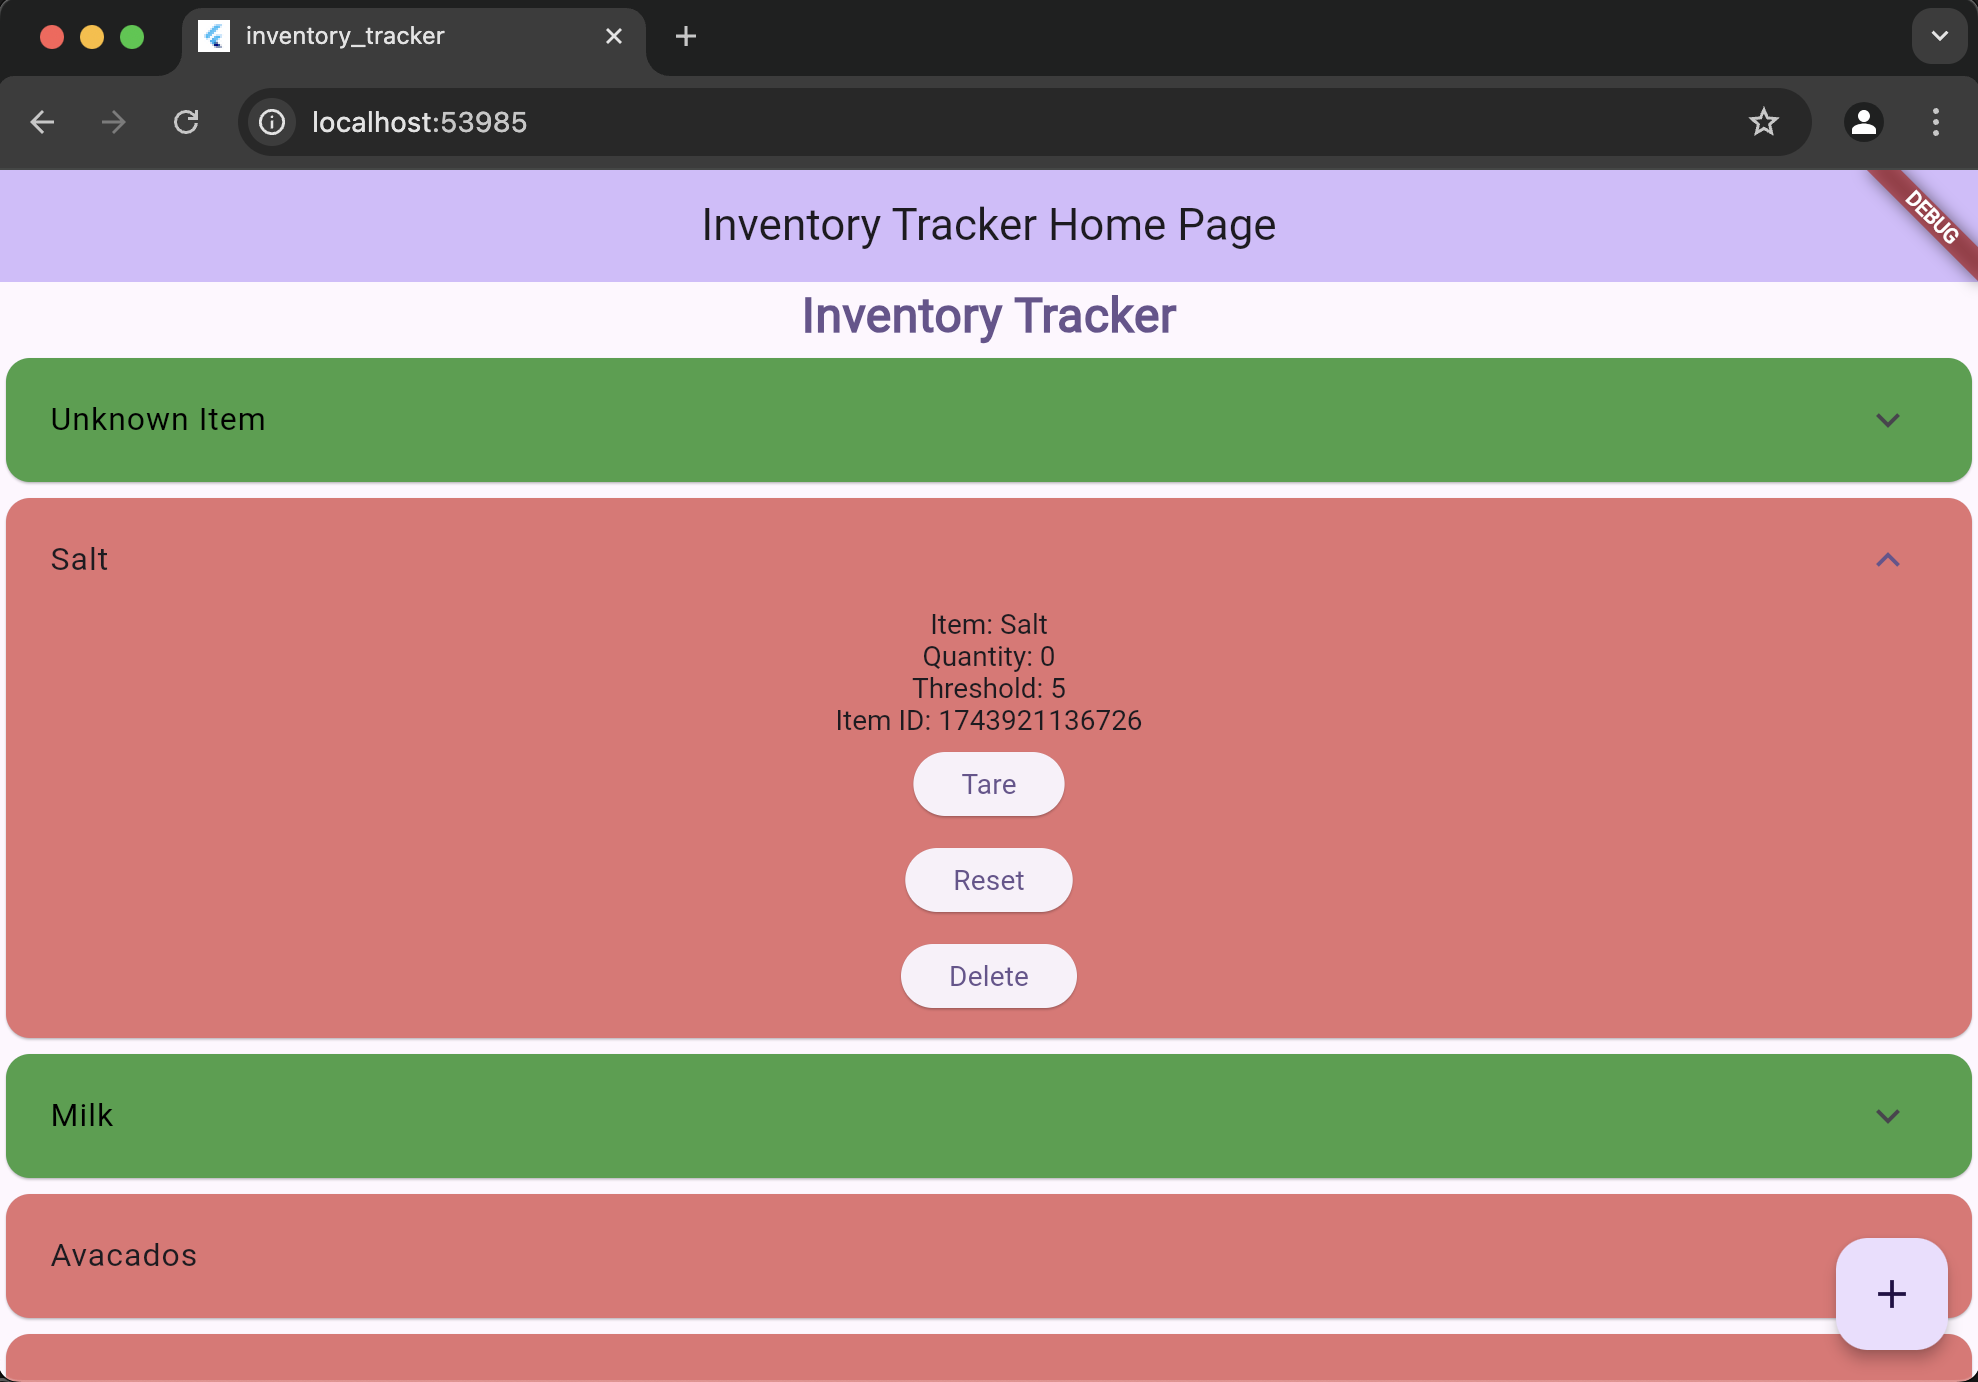 inventory_tracker
localhost:53985
Inventory Tracker Home Page
DEBUG
Inventory Tracker
Unknown Item
Salt
Item: Salt
Quantity: 0
Threshold: 5
Item ID: 1743921136726
Tare
Reset
Delete
Milk
Avacados